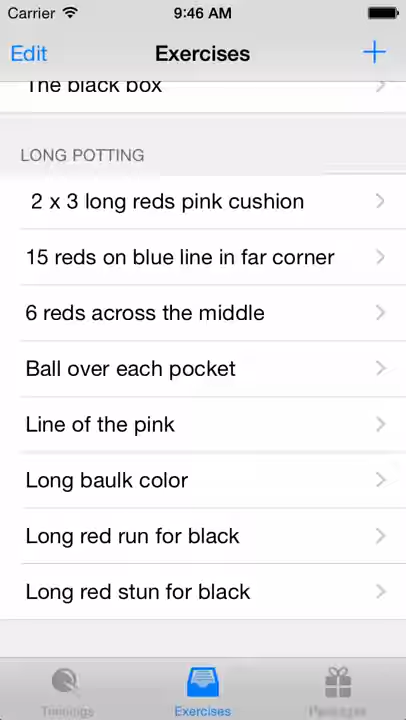 Carrier
9:46 AM
Edit
Exercises
The black box
LONG POTTING
2 x 3 long reds pink cushion
15 reds on blue line in far corner
6 reds across the middle
Ball over each pocket
Line of the pink
Long baulk color
Long red run for black
Long red stun for black
Exercises